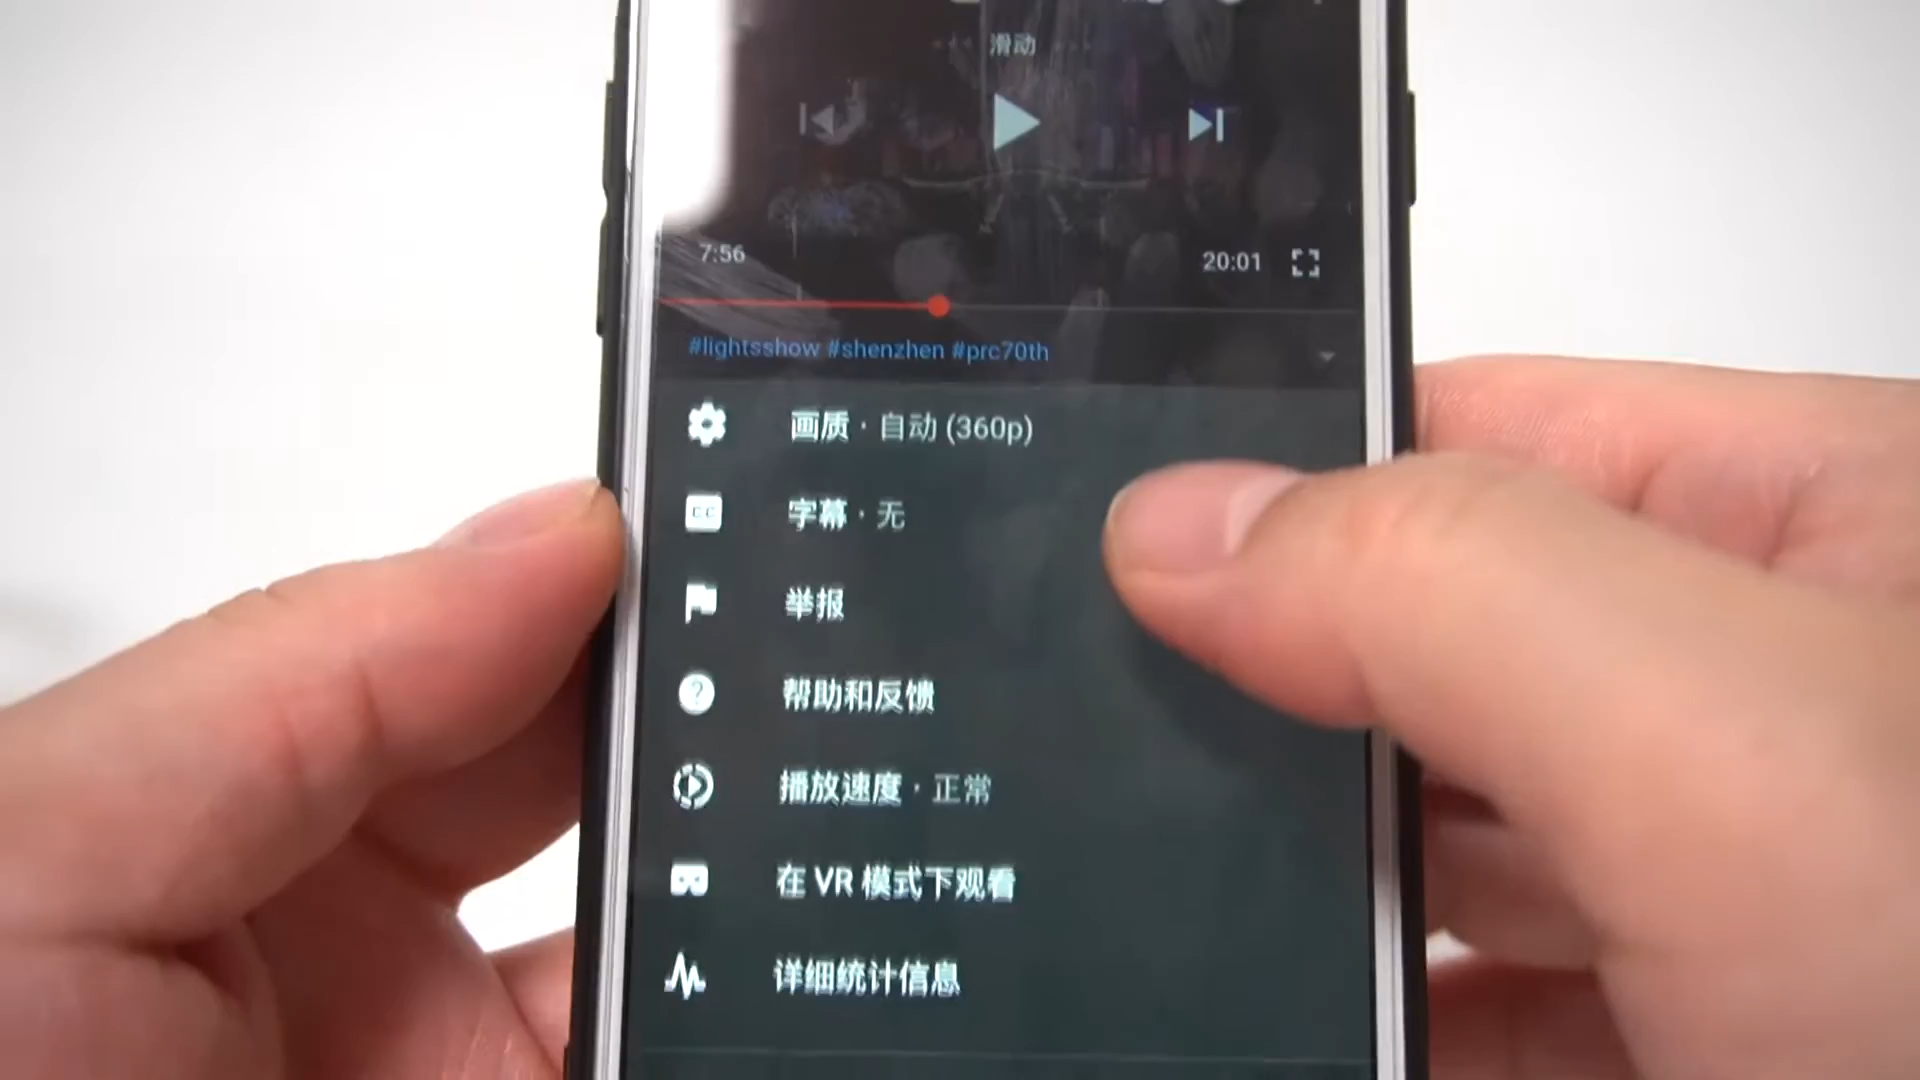 滑动
7:56
20:01
#lightsshow #shenzhen #prc70th
画质 · 自动 (360p)
CC
字幕 · 无
举报
?
帮助和反馈
播放速度 · 正常
在 VR 模式下观看
详细统计信息